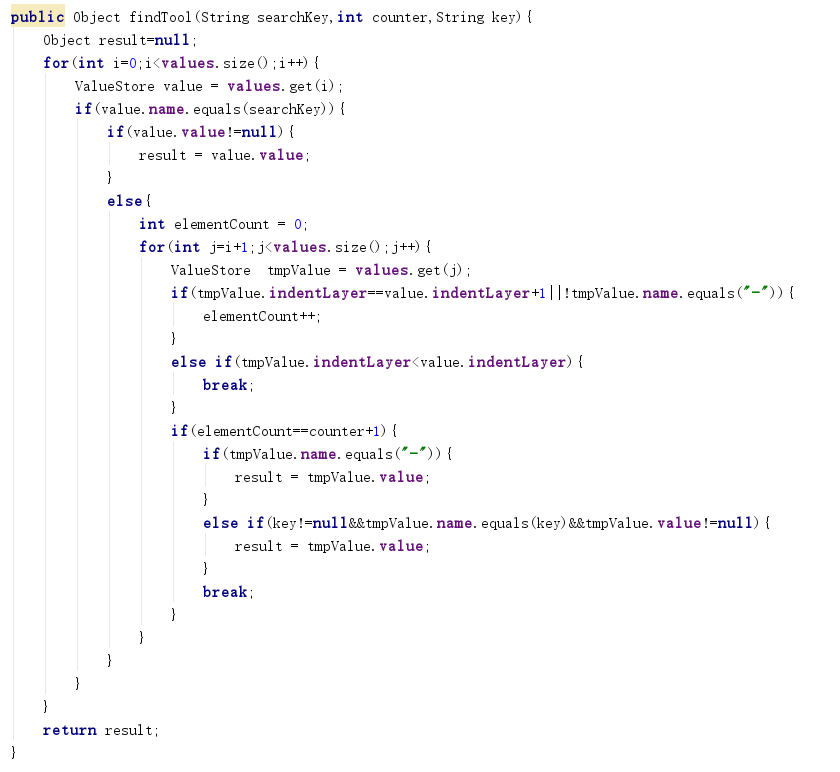 public Object findTool(String searchKey,int counter,String key){
    Object result=null;
    for(int i=0;i<values.size();i++){
        ValueStore value = values.get(i);
        if(value.name.equals(searchKey)){
            if(value.value!=null){
                result = value.value;
            }
            else{
                int elementCount = 0;
                for(int j=i+1;j<values.size();j++){
                    ValueStore  tmpValue = values.get(j);
                    if(tmpValue.indentLayer==value.indentLayer+1||!tmpValue.name.equals("-")){
                        elementCount++;
                    }
                    else if(tmpValue.indentLayer<value.indentLayer){
                        break;
                    }
                    if(elementCount==counter+1){
                        if(tmpValue.name.equals("-")){
                            result = tmpValue.value;
                        }
                        else if(key!=null&&tmpValue.name.equals(key)&&tmpValue.value!=null){
                            result = tmpValue.value;
                        }
                        break;
                    }
                }
            }
        }
    }
    return result;
}